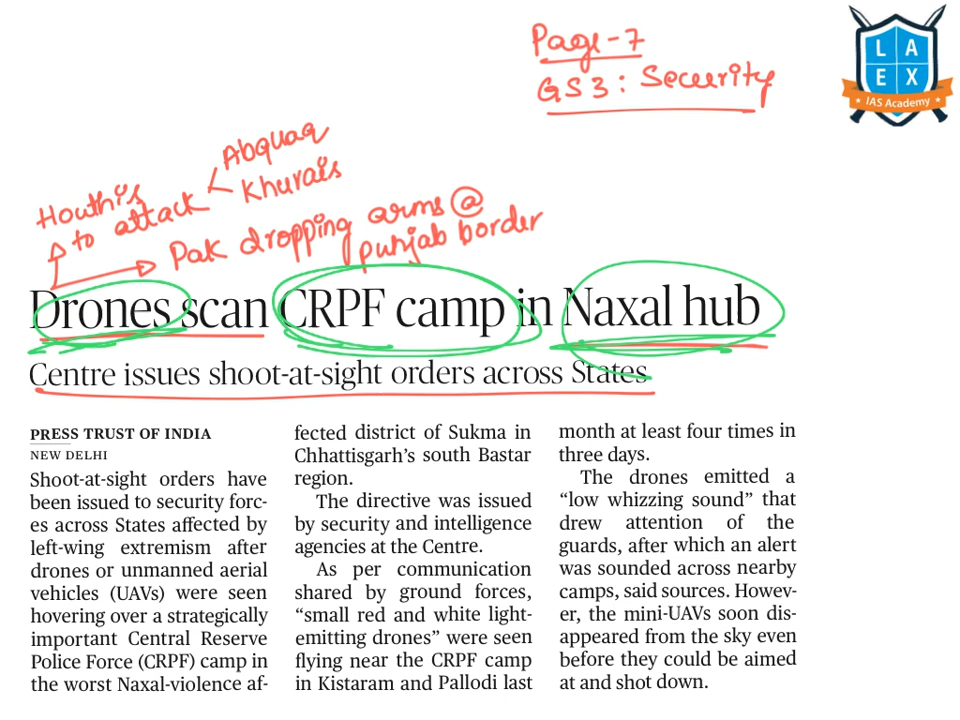 Page-7
GS3: Security
L A
E X
IAS Academy
Houthis
to attack
Abquaq
Khurais
Pak dropping arms @
punjab border
Drones scan CRPF camp in Naxal hub
Centre issues shoot-at-sight orders across States
PRESS TRUST OF INDIA
NEW DELHI
Shoot-at-sight orders have
been issued to security forc-
es across States affected by
left-wing extremism after
drones or unmanned aerial
vehicles (UAVs) were seen
hovering over a strategically
important Central Reserve
Police Force (CRPF) camp in
the worst Naxal-violence af-
fected district of Sukma in
Chhattisgarh's south Bastar
region.
The directive was issued
by security and intelligence
agencies at the Centre.
As per communication
shared by ground forces,
"small red and white light-
emitting drones" were seen
flying near the CRPF camp
in Kistaram and Pallodi last
month at least four times in
three days.
The drones emitted a
"low whizzing sound" that
drew attention of the
guards, after which an alert
was sounded across nearby
camps, said sources. Howev-
er, the mini-UAVs soon dis-
appeared from the sky even
before they could be aimed
at and shot down.